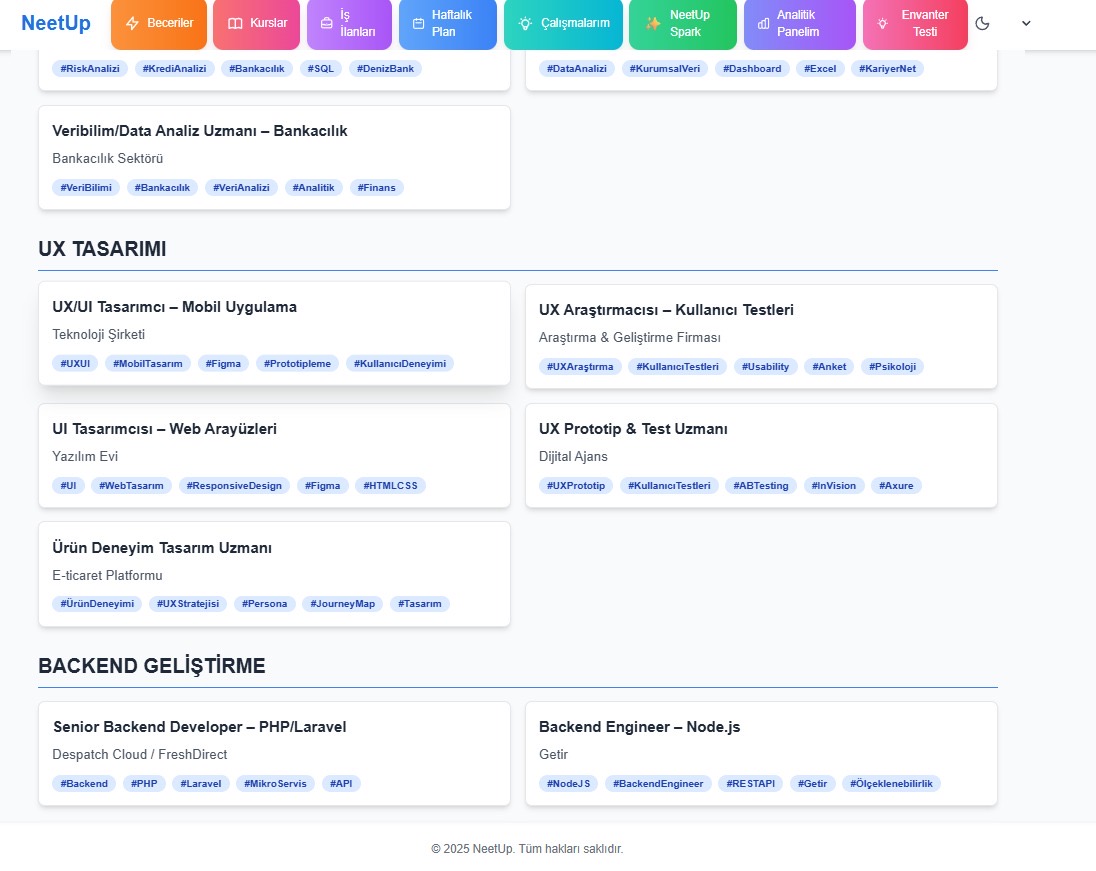 NeetUp
Beceriler
Kurslar
İş
İlanları
Haftalık
Plan
Çalışmalarım
NeetUp
Spark
Analitik
Panelim
Envanter
Testi
#RiskAnalizi #KrediAnalizi #Bankacılık #SQL #DenizBank
#DataAnalizi #KurumsalVeri #Dashboard #Excel #KariyerNet
Veribilim/Data Analiz Uzmanı – Bankacılık
Bankacılık Sektörü
#VeriBilimi #Bankacılık #VeriAnalizi #Analitik #Finans
UX TASARIMI
UX/UI Tasarımcı – Mobil Uygulama
Teknoloji Şirketi
#UXUI #MobilTasarım #Figma #Prototipleme #KullanıcıDeneyimi
UX Araştırmacısı – Kullanıcı Testleri
Araştırma & Geliştirme Firması
#UXAraştırma #KullanıcıTestleri #Usability #Anket #Psikoloji
UI Tasarımcısı – Web Arayüzleri
Yazılım Evi
#UI #WebTasarım #ResponsiveDesign #Figma #HTMLCSS
UX Prototip & Test Uzmanı
Dijital Ajans
#UXPrototip #KullanıcıTestleri #ABTesting #InVision #Axure
Ürün Deneyim Tasarım Uzmanı
E-ticaret Platformu
#ÜrünDeneyimi #UXStratejisi #Persona #JourneyMap #Tasarım
BACKEND GELİŞTİRME
Senior Backend Developer – PHP/Laravel
Despatch Cloud / FreshDirect
#Backend #PHP #Laravel #MikroServis #API
Backend Engineer – Node.js
Getir
#NodeJS #BackendEngineer #RESTAPI #Getir #Ölçeklenebilirlik
© 2025 NeetUp. Tüm hakları saklıdır.